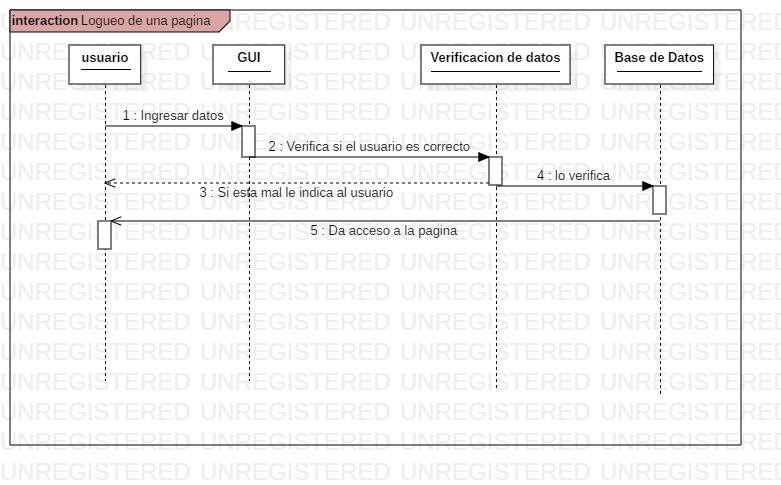 interaction Logueo de una pagina
usuario
GUI
Verificacion de datos
Base de Datos
1 : Ingresar datos
2 : Verifica si el usuario es correcto
4 : lo verifica
3 : Si esta mal le indica al usuario
5 : Da acceso a la pagina
UNREGISTERED